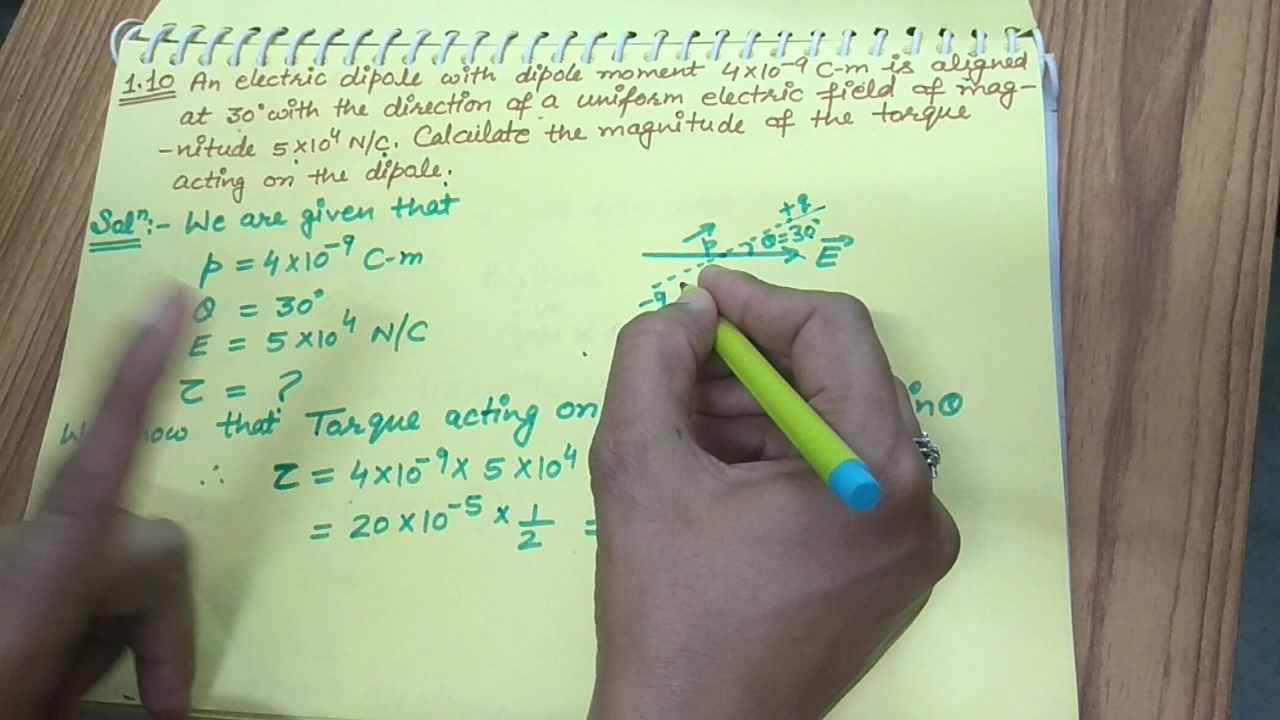 1.10 An electric dipole with dipole moment 4×10⁻⁹ C-m is aligned
at 30° with the direction of a uniform electric field of mag-
-nitude 5×10⁴ N/C. Calculate the magnitude of the torque
acting on the dipole.
Solⁿ:- We are given that
p = 4×10⁻⁹ C-m
θ = 30°
E = 5×10⁴ N/C
τ = ?
+q
p θ=30° E
-q
that Torque acting on
∴ τ = 4×10⁻⁹ × 5×10⁴
= 20×10⁻⁵ × 1/2 =